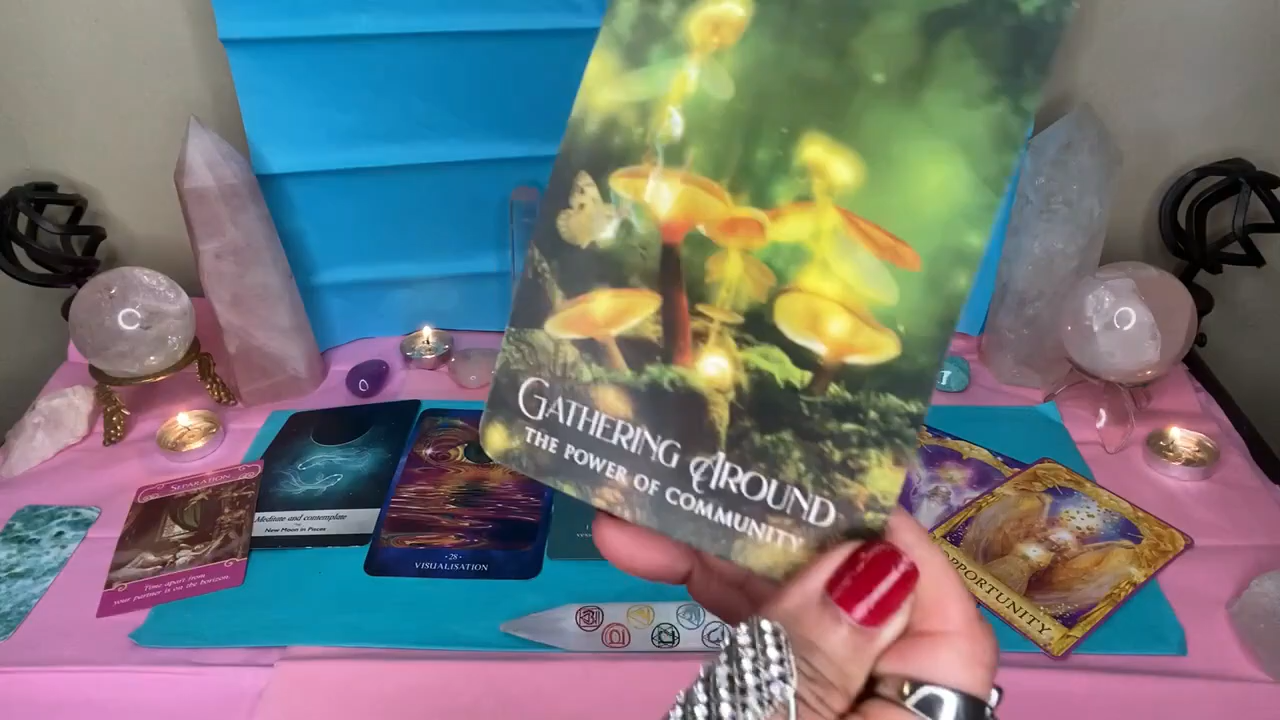 GATHERING AROUND
THE POWER OF COMMUNITY
SEPARATION
Time apart from
your partner is on the horizon.
Meditate and contemplate
New Moon in Pisces
·28·
VISUALISATION
OPPORTUNITY